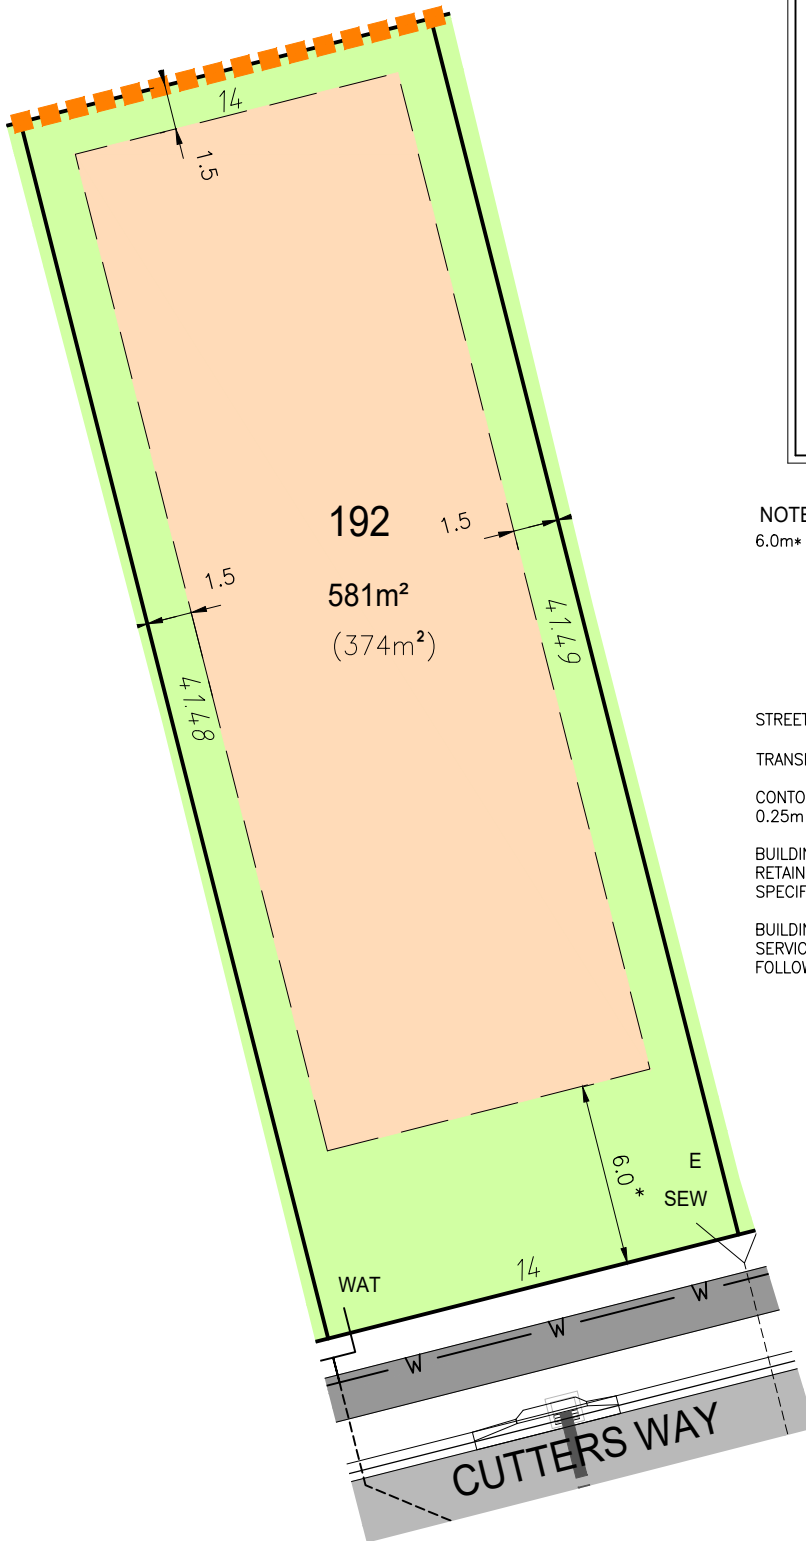 14
1.5
192
1.5
NOTE
6.0m*
1.5
581m²
(374m²)
41.49
41.48
STREET
TRANS
CONTO
0.25m
BUILDIN
RETAIN
SPECIF
BUILDIN
SERVIC
FOLLOW
6.0*
E
SEW
14
WAT
W
W
W
CUTTERS WAY